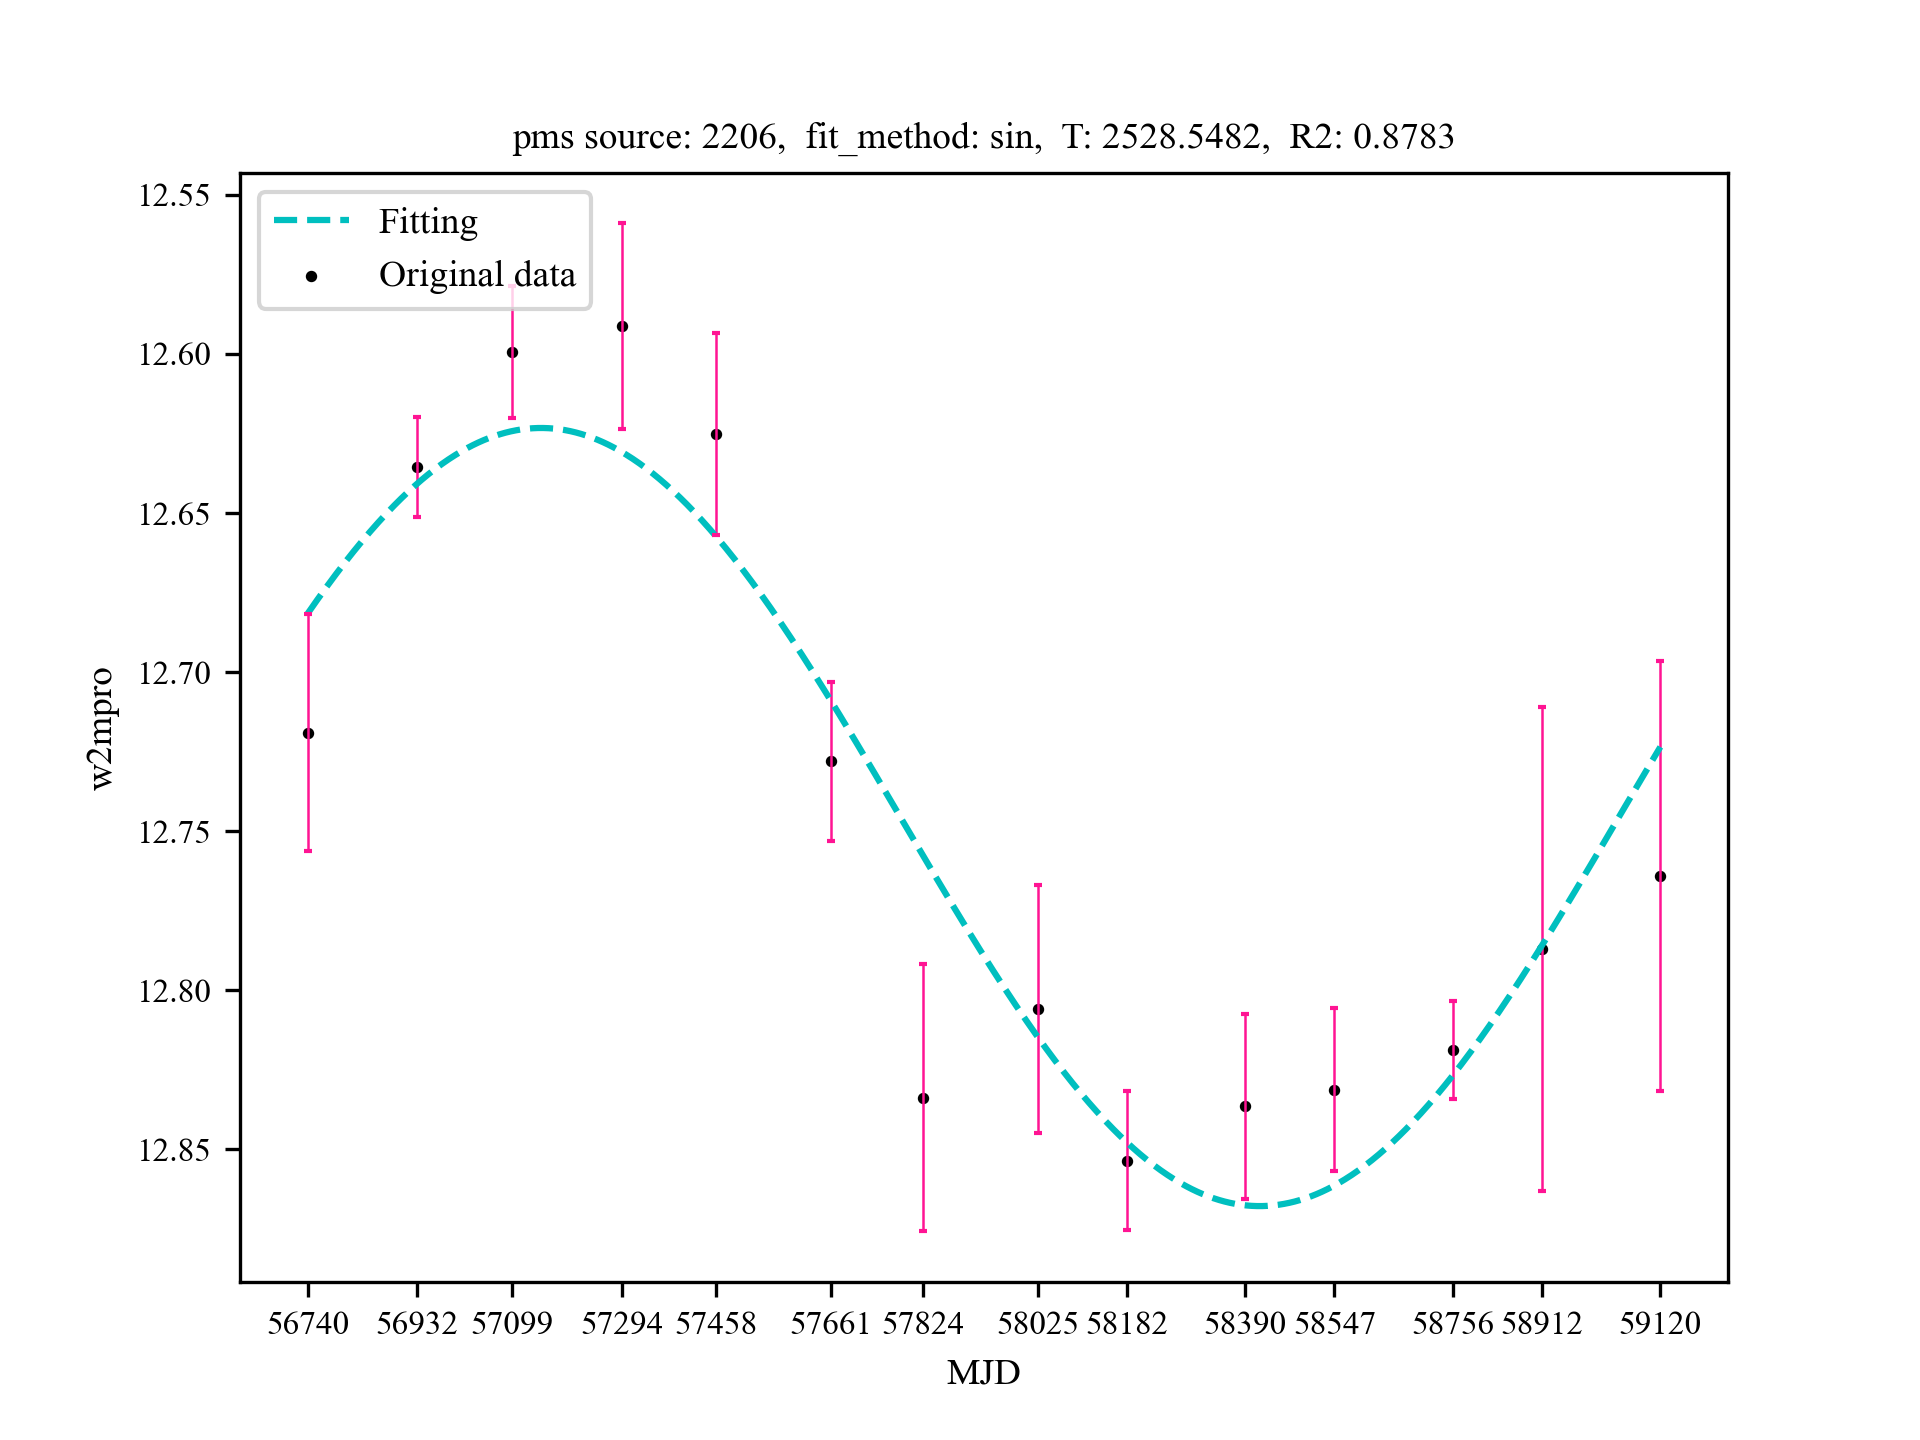 pms source: 2206,  fit_method: sin,  T: 2528.5482,  R2: 0.8783
Fitting
Original data
12.55
12.60
12.65
12.70
12.75
12.80
12.85
w2mpro
56740 56932 57099 57294 57458 57661 57824 58025 58182 58390 58547 58756 58912 59120
MJD